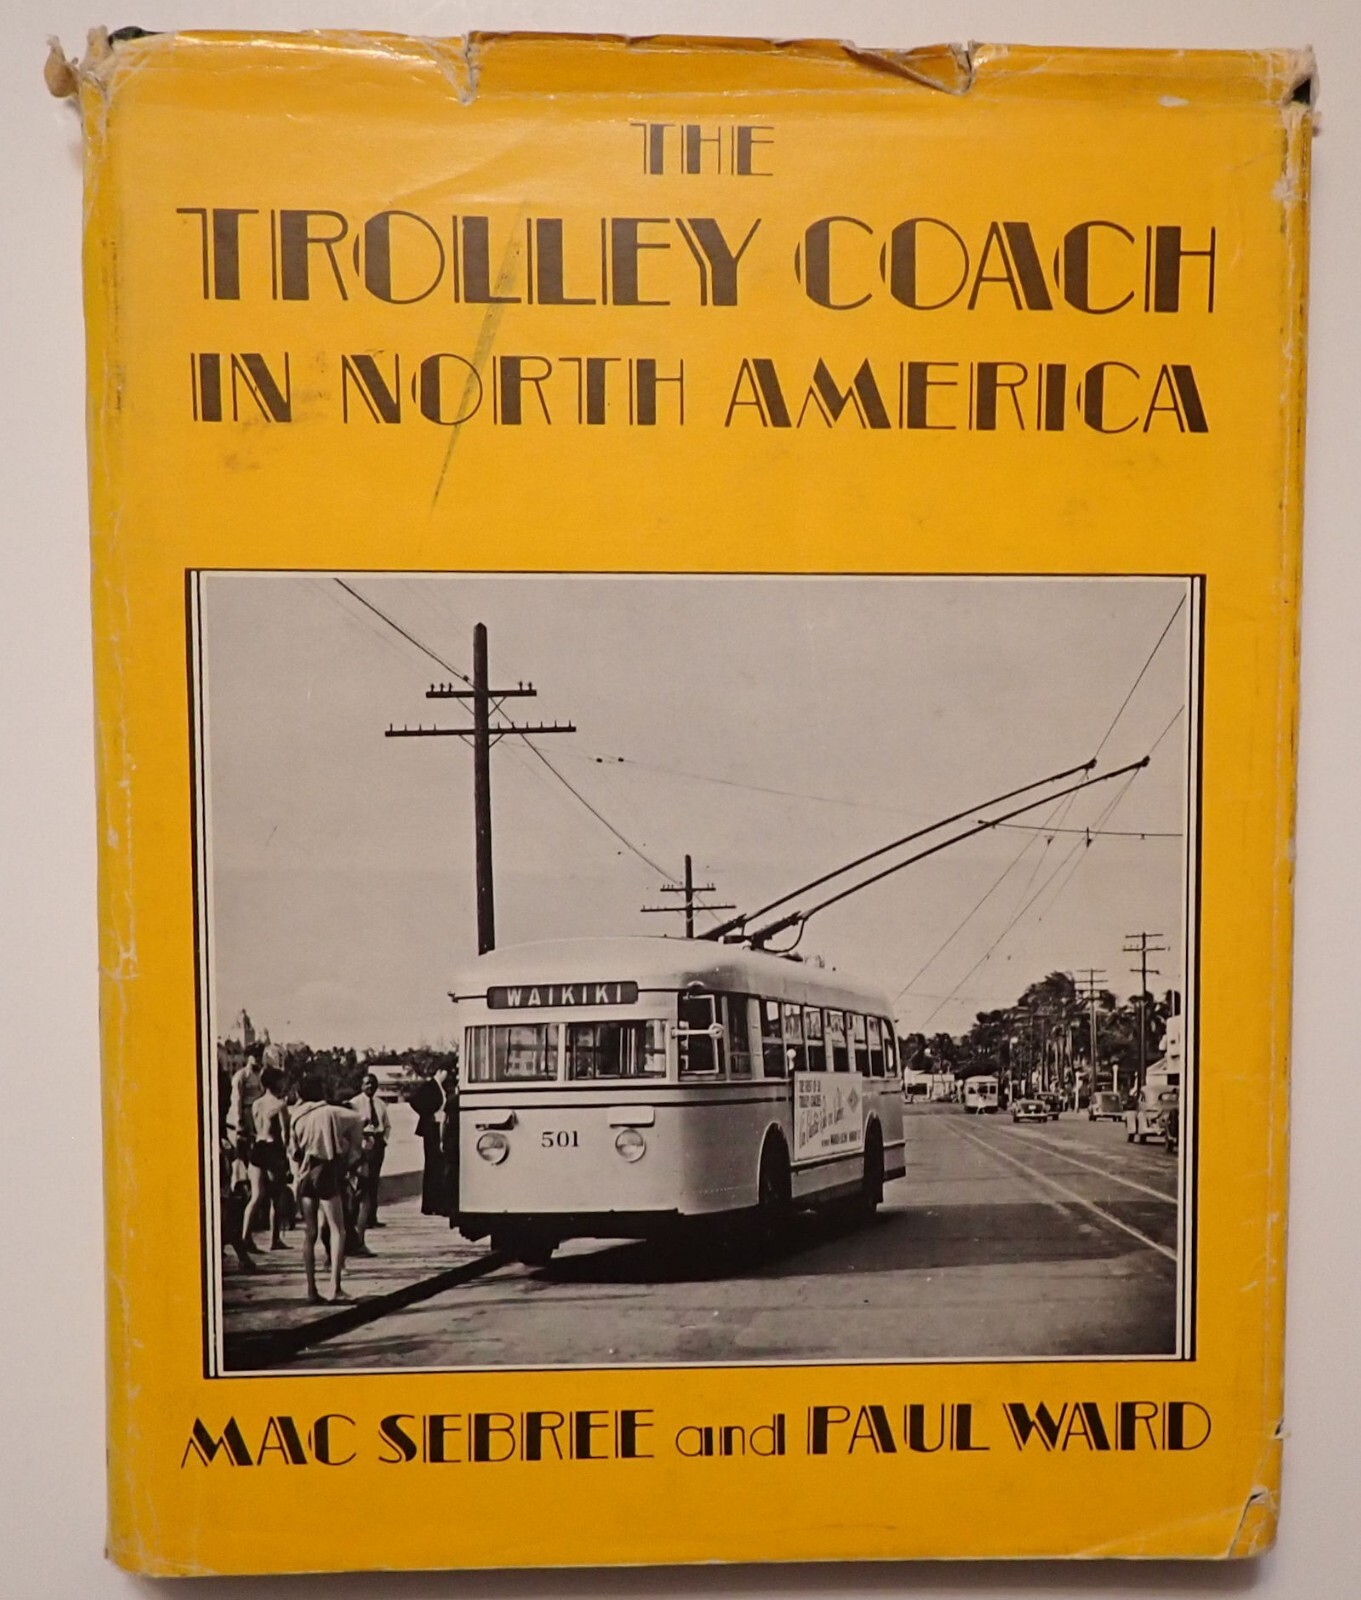 THE
TROLLEY COACH
IN NORTH AMERICA
WAIKIKI
501
MAC SEBREE and PAUL WARD